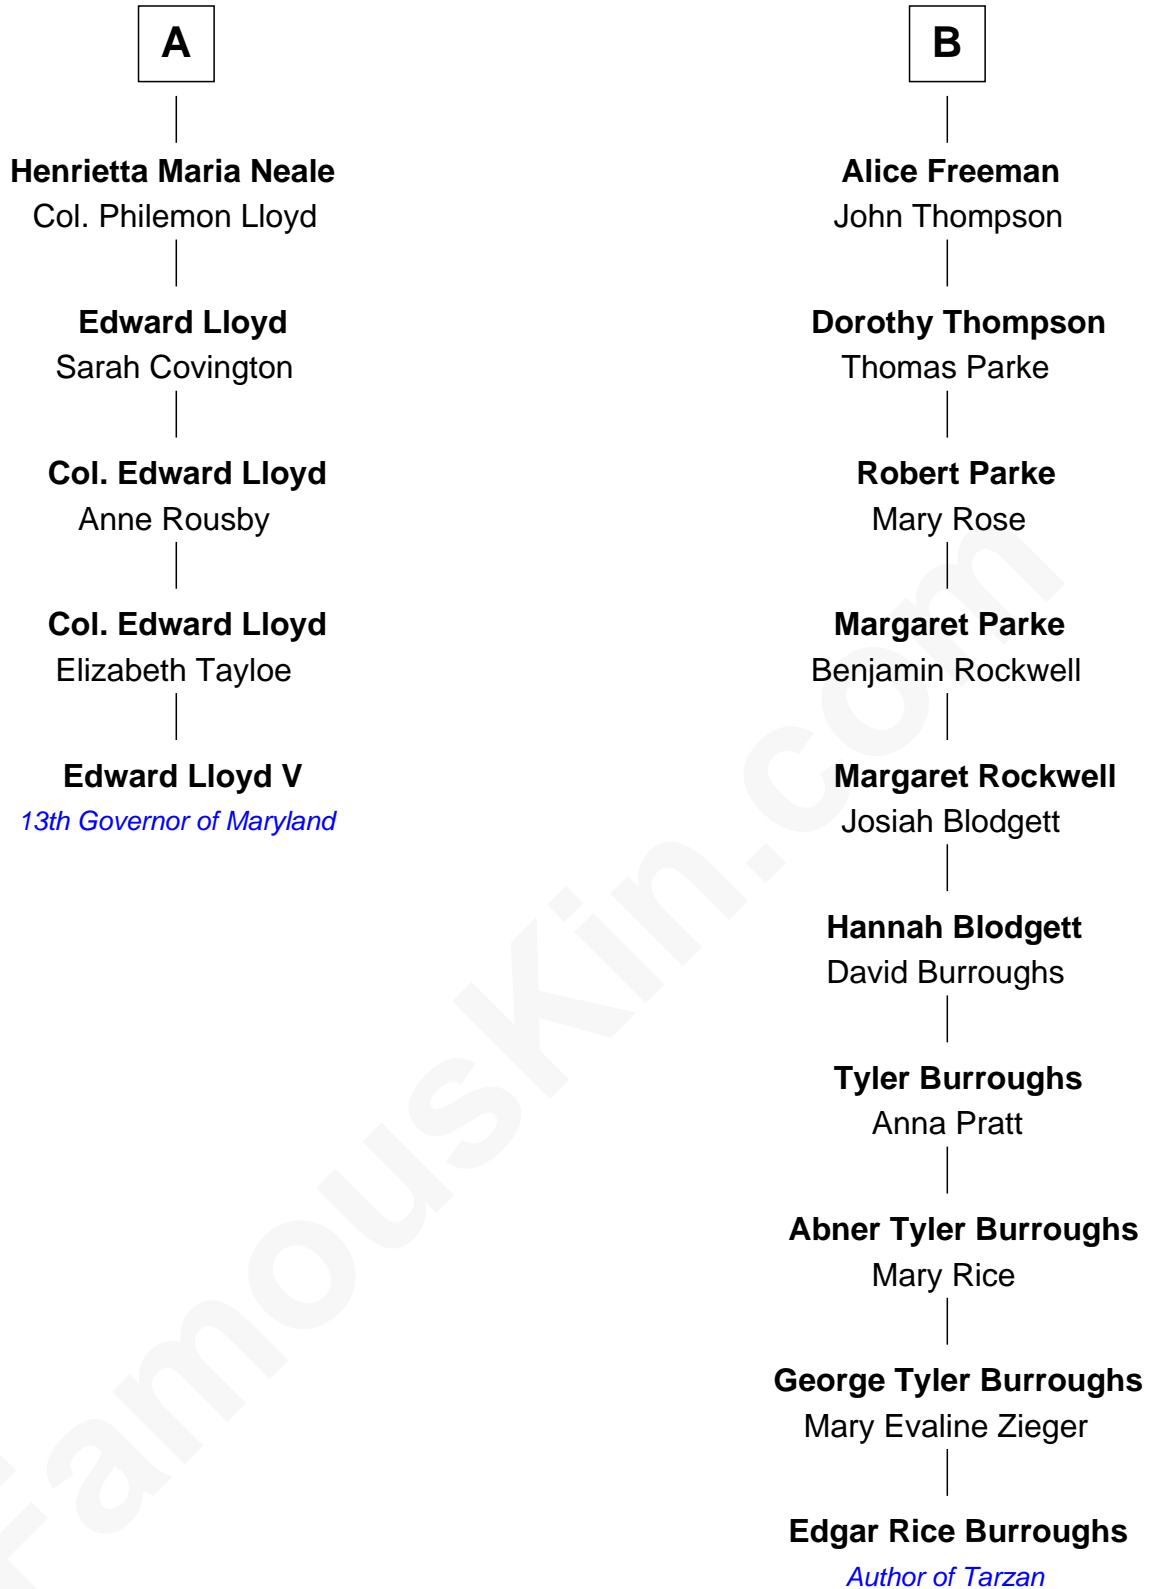 A
Henrietta Maria Neale
Col. Philemon Lloyd
Edward Lloyd
Sarah Covington
Col. Edward Lloyd
Anne Rousby
Col. Edward Lloyd
Elizabeth Tayloe
Edward Lloyd V
13th Governor of Maryland
B
Alice Freeman
John Thompson
Dorothy Thompson
Thomas Parke
Robert Parke
Mary Rose
Margaret Parke
Benjamin Rockwell
Margaret Rockwell
Josiah Blodgett
Hannah Blodgett
David Burroughs
Tyler Burroughs
Anna Pratt
Abner Tyler Burroughs
Mary Rice
George Tyler Burroughs
Mary Evaline Zieger
Edgar Rice Burroughs
Author of Tarzan
FamousKin.com